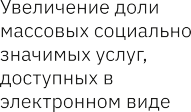 Увеличение доли
массовых социально
значимых услуг,
доступных в
электронном виде